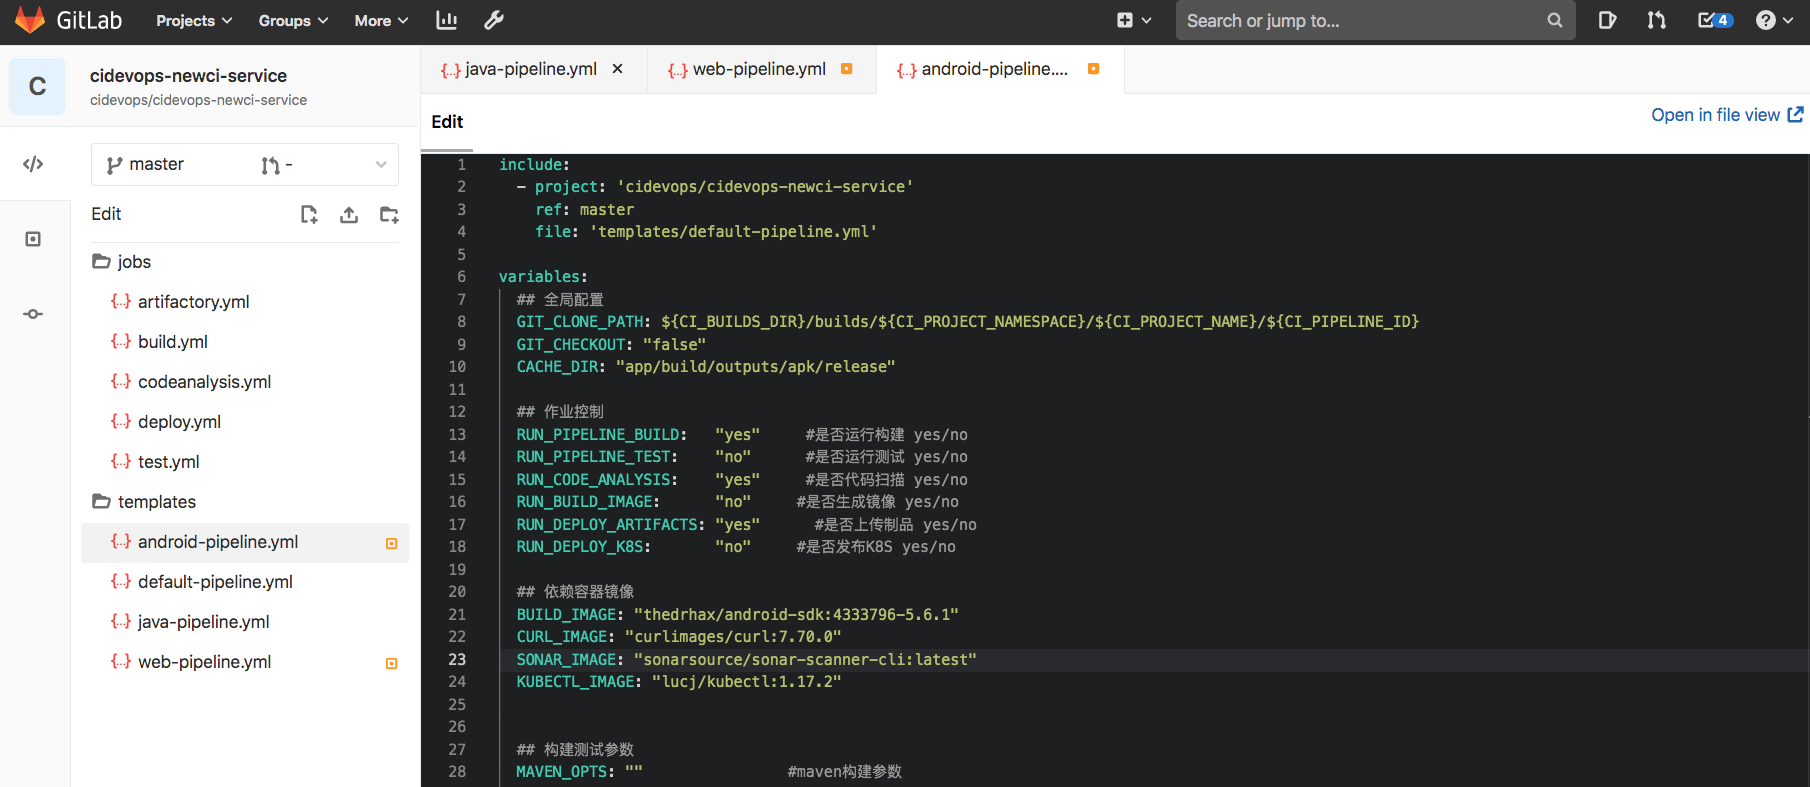 GitLab Projects Groups More Search or jump to... 4
C cidevops-newci-service
cidevops/cidevops-newci-service
master -
Edit
jobs
artifactory.yml
build.yml
codeanalysis.yml
deploy.yml
test.yml
templates
android-pipeline.yml
default-pipeline.yml
java-pipeline.yml
web-pipeline.yml
{..} java-pipeline.yml × {..} web-pipeline.yml {..} android-pipeline....
Edit Open in file view
1 include:
2 - project: 'cidevops/cidevops-newci-service'
3 ref: master
4 file: 'templates/default-pipeline.yml'
5
6 variables:
7 ## 全局配置
8 GIT_CLONE_PATH: ${CI_BUILDS_DIR}/builds/${CI_PROJECT_NAMESPACE}/${CI_PROJECT_NAME}/${CI_PIPELINE_ID}
9 GIT_CHECKOUT: "false"
10 CACHE_DIR: "app/build/outputs/apk/release"
11
12 ## 作业控制
13 RUN_PIPELINE_BUILD: "yes" #是否运行构建 yes/no
14 RUN_PIPELINE_TEST: "no" #是否运行测试 yes/no
15 RUN_CODE_ANALYSIS: "yes" #是否代码扫描 yes/no
16 RUN_BUILD_IMAGE: "no" #是否生成镜像 yes/no
17 RUN_DEPLOY_ARTIFACTS: "yes" #是否上传制品 yes/no
18 RUN_DEPLOY_K8S: "no" #是否发布K8S yes/no
19
20 ## 依赖容器镜像
21 BUILD_IMAGE: "thedrhax/android-sdk:4333796-5.6.1"
22 CURL_IMAGE: "curlimages/curl:7.70.0"
23 SONAR_IMAGE: "sonarsource/sonar-scanner-cli:latest"
24 KUBECTL_IMAGE: "lucj/kubectl:1.17.2"
25
26
27 ## 构建测试参数
28 MAVEN_OPTS: "" #maven构建参数